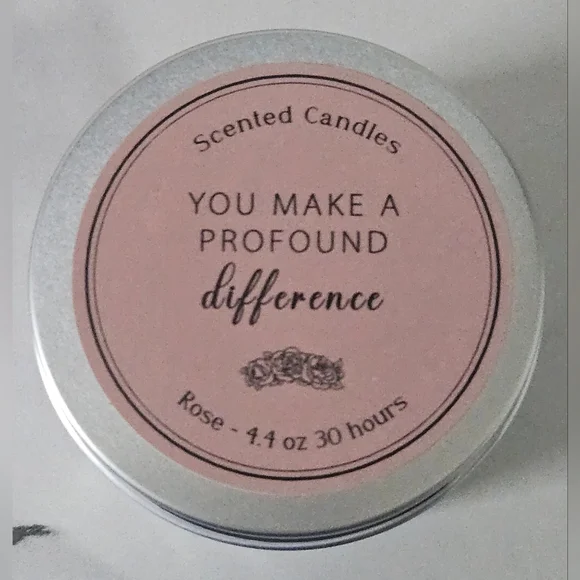 Scented Candles
YOU MAKE A
PROFOUND
difference
Rose - 4.4 oz 30 hours